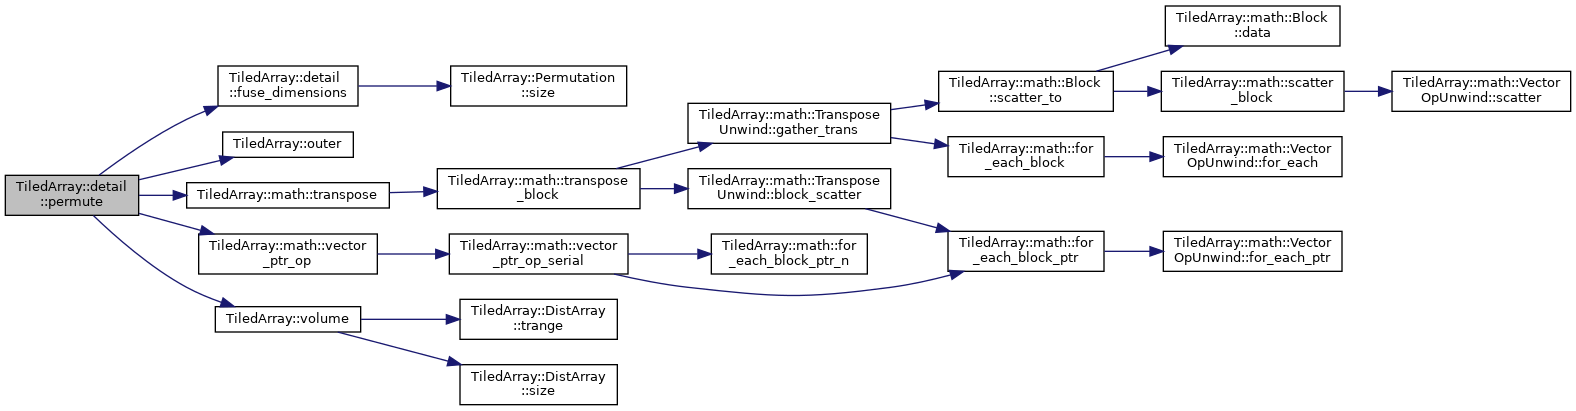 TiledArray::detail
::permute
TiledArray::detail
::fuse_dimensions
TiledArray::Permutation
::size
TiledArray::outer
TiledArray::math::transpose
TiledArray::math::transpose
_block
TiledArray::math::Transpose
Unwind::gather_trans
TiledArray::math::Block
::scatter_to
TiledArray::math::Block
::data
TiledArray::math::scatter
_block
TiledArray::math::Vector
OpUnwind::scatter
TiledArray::math::for
_each_block
TiledArray::math::Vector
OpUnwind::for_each
TiledArray::math::Transpose
Unwind::block_scatter
TiledArray::math::for
_each_block_ptr
TiledArray::math::Vector
OpUnwind::for_each_ptr
TiledArray::math::vector
_ptr_op
TiledArray::math::vector
_ptr_op_serial
TiledArray::math::for
_each_block_ptr_n
TiledArray::volume
TiledArray::DistArray
::trange
TiledArray::DistArray
::size